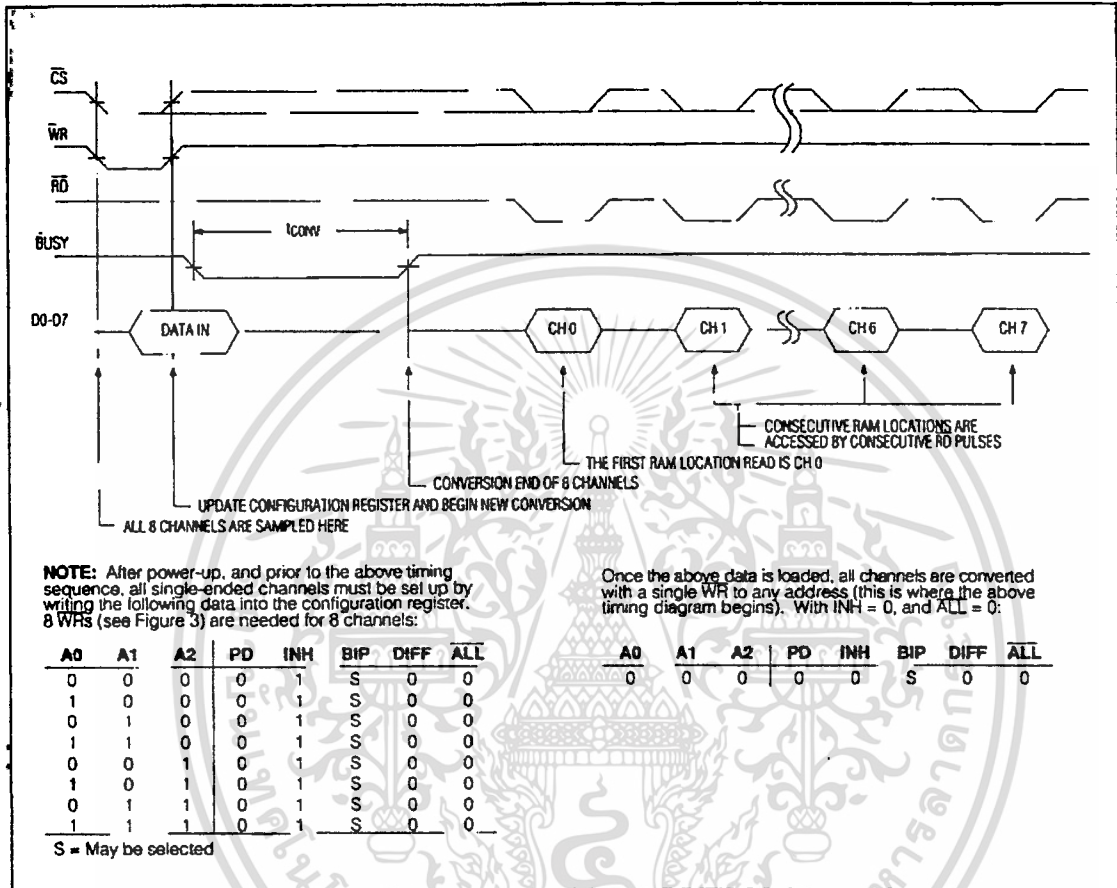 CS
WR
RD
BUSY
tCONV
D0-D7
DATA IN
CH 0
CH 1
CH 6
CH 7
CONSECUTIVE RAM LOCATIONS ARE
ACCESSED BY CONSECUTIVE RD PULSES
THE FIRST RAM LOCATION READ IS CH 0
CONVERSION END OF 8 CHANNELS
UPDATE CONFIGURATION REGISTER AND BEGIN NEW CONVERSION
ALL 8 CHANNELS ARE SAMPLED HERE
NOTE: After power-up, and prior to the above timing
sequence, all single-ended channels must be set up by
writing the following data into the configuration register.
8 WRs (see Figure 3) are needed for 8 channels:
A0 A1 A2 PD INH BIP DIFF ALL
0 0 0 0 1 S 0 0
1 0 0 0 1 S 0 0
0 1 0 0 1 S 0 0
1 1 0 0 1 S 0 0
0 0 1 0 1 S 0 0
1 0 1 0 1 S 0 0
0 1 1 0 1 S 0 0
1 1 1 0 1 S 0 0
S = May be selected
Once the above data is loaded, all channels are converted
with a single WR to any address (this is where the above
timing diagram begins). With INH = 0, and ALL = 0:
A0 A1 A2 PD INH BIP DIFF ALL
0 0 0 0 0 S 0 0